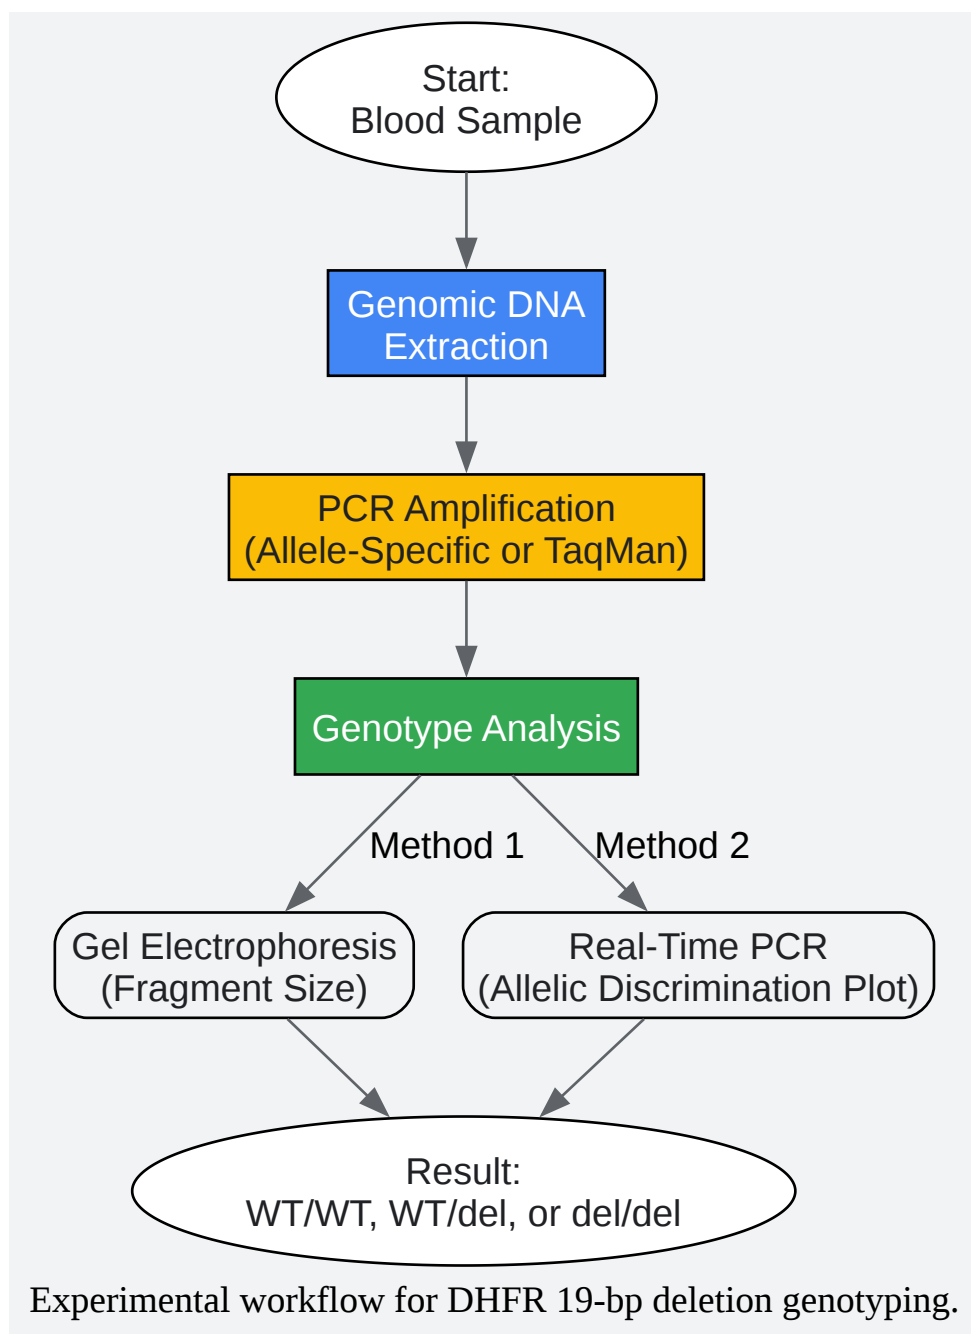 Start:
Blood Sample
Genomic DNA
Extraction
PCR Amplification
(Allele-Specific or TaqMan)
Genotype Analysis
Method 1
Method 2
Gel Electrophoresis
(Fragment Size)
Real-Time PCR
(Allelic Discrimination Plot)
Result:
WT/WT, WT/del, or del/del
Experimental workflow for DHFR 19-bp deletion genotyping.